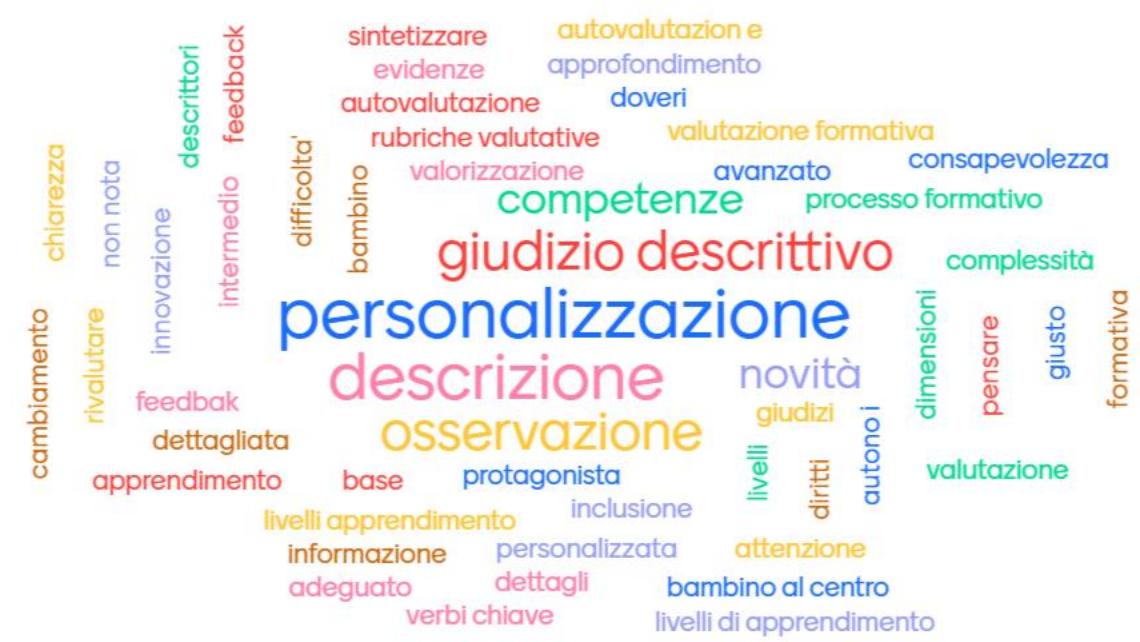 sintetizzare
autovalutazion e
evidenze
approfondimento
autovalutazione
doveri
rubriche valutative
valutazione formativa
valorizzazione
avanzato
consapevolezza
competenze
processo formativo
giudizio descrittivo
complessità
personalizzazione
descrizione
novità
osservazione
giudizi
feedbak
dettagliata
apprendimento
base
protagonista
valutazione
inclusione
livelli apprendimento
informazione
personalizzata
attenzione
adeguato
dettagli
bambino al centro
verbi chiave
livelli di apprendimento
chiarezza
non nota
descrittori
feedback
innovazione
intermedio
difficolta'
bambino
cambiamento
rivalutare
dimensioni
pensare
giusto
formativa
livelli
diritti
autono i